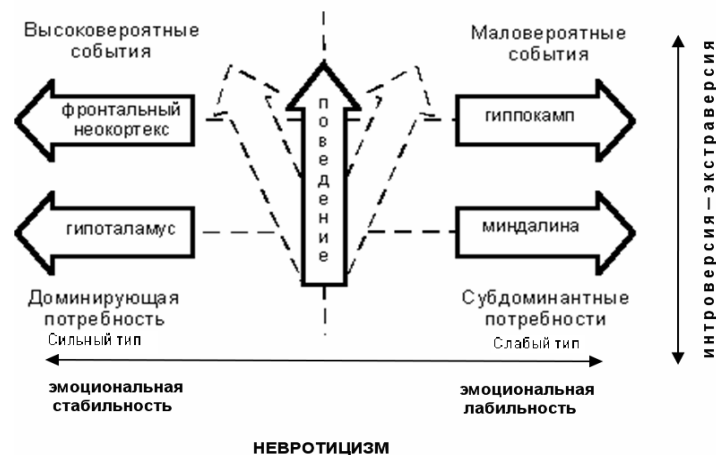 Высоковероятные
события
Маловероятные
события
фронтальный
неокортекс
поведение
гиппокамп
гипоталамус
миндалина
Доминирующая
потребность
Сильный тип
Субдоминантные
потребности
Слабый тип
эмоциональная
стабильность
эмоциональная
лабильность
НЕВРОТИЦИЗМ
интроверсия—экстраверсия